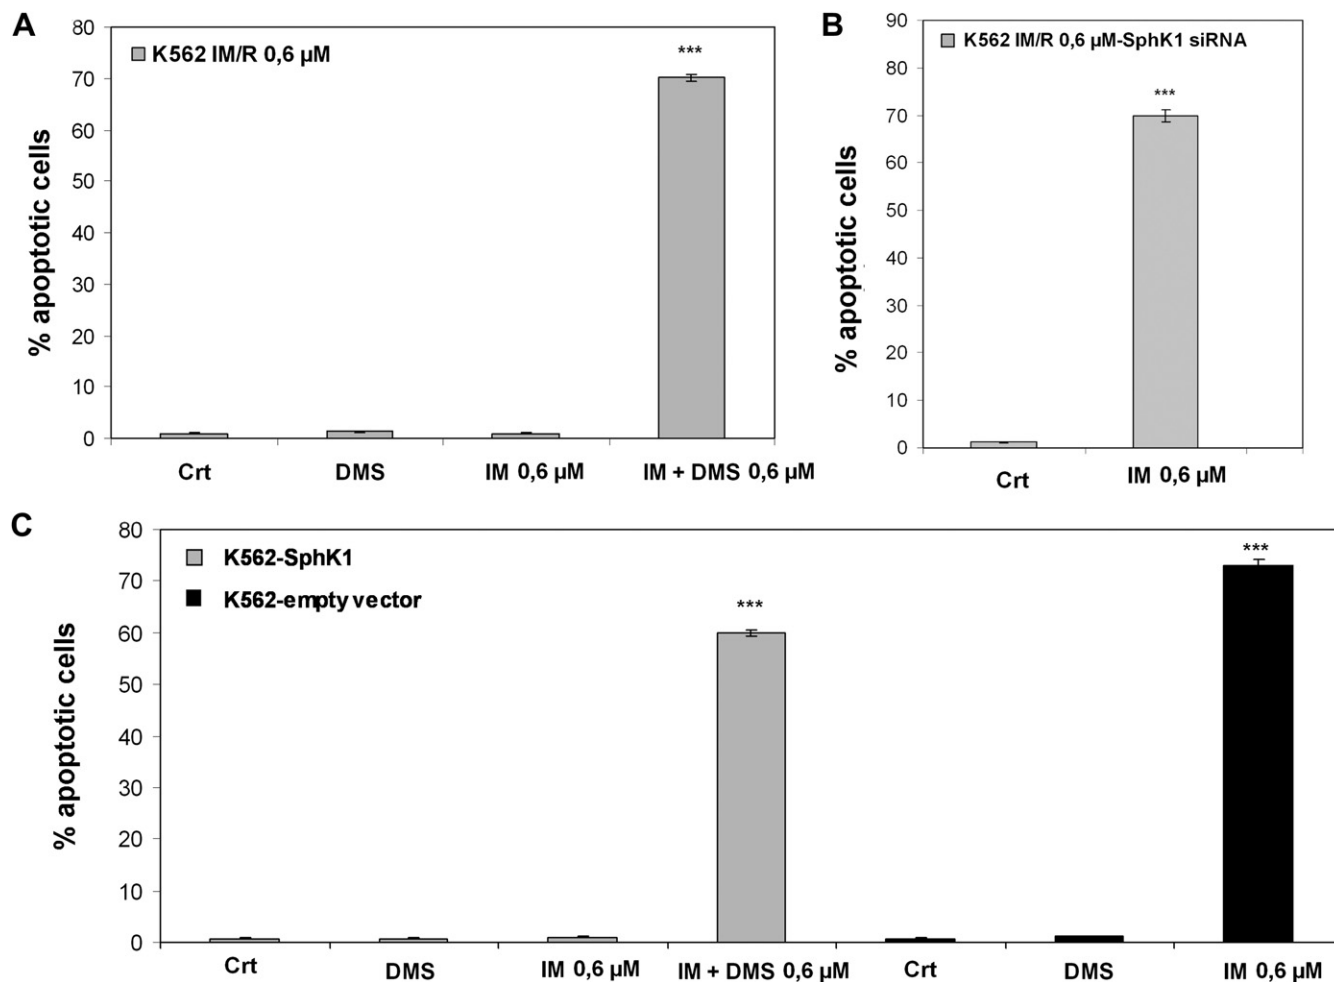 A
80
70
60
50
40
30
20
10
0
% apoptotic cells
K562 IM/R 0,6 µM
***
Crt
DMS
IM 0,6 µM
IM + DMS 0,6 µM
B
90
80
70
60
50
40
30
20
10
0
% apoptotic cells
K562 IM/R 0,6 µM-SphK1 siRNA
***
Crt
IM 0,6 µM
C
80
70
60
50
40
30
20
10
0
% apoptotic cells
K562-SphK1
K562-empty vector
***
***
Crt
DMS
IM 0,6 µM
IM + DMS 0,6 µM
Crt
DMS
IM 0,6 µM